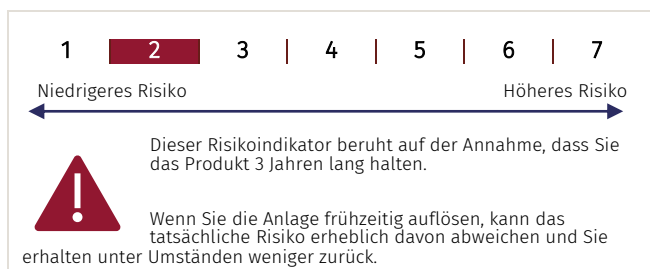 1 2 3 4 5 6 7
Niedrigeres Risiko Höheres Risiko
Dieser Risikoindikator beruht auf der Annahme, dass Sie
das Produkt 3 Jahren lang halten.
Wenn Sie die Anlage frühzeitig auflösen, kann das
tatsächliche Risiko erheblich davon abweichen und Sie
erhalten unter Umständen weniger zurück.